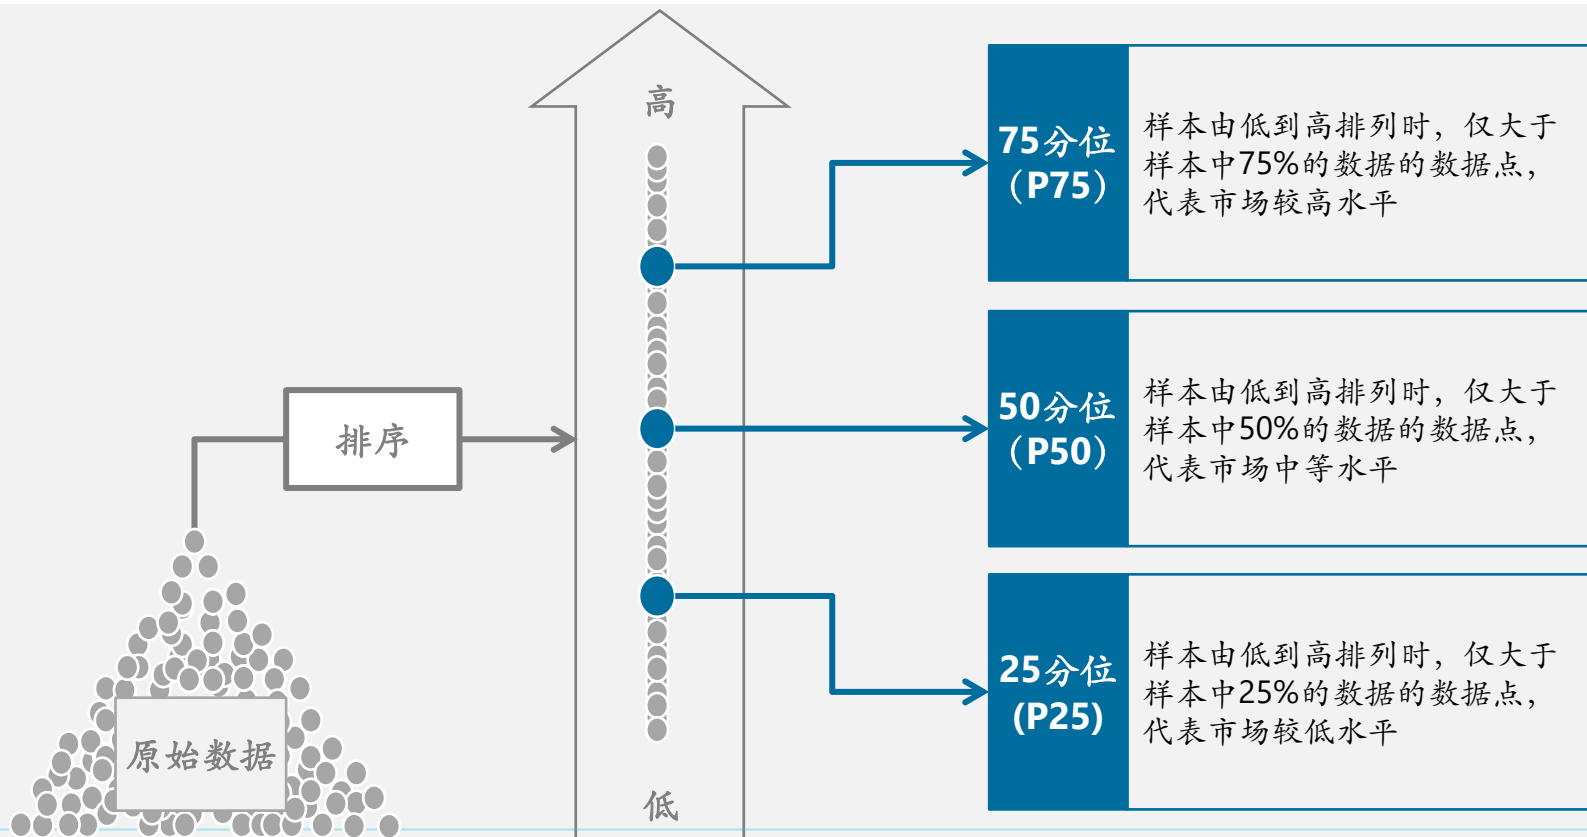 原始数据
排序
高
低
75分位
（P75）
样本由低到高排列时，仅大于
样本中75%的数据的数据点，
代表市场较高水平
50分位
（P50）
样本由低到高排列时，仅大于
样本中50%的数据的数据点，
代表市场中等水平
25分位
(P25)
样本由低到高排列时，仅大于
样本中25%的数据的数据点，
代表市场较低水平